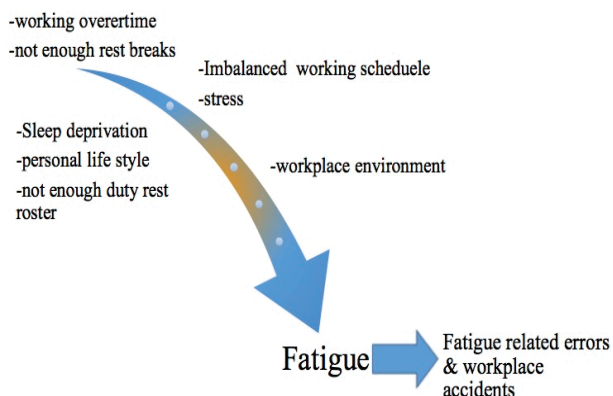 -working overertime
-not enough rest breaks
-Imbalanced working scheduele
-stress
-Sleep deprivation
-personal life style
-not enough duty rest
roster
-workplace environment
Fatigue
Fatigue related errors
& workplace
accidents